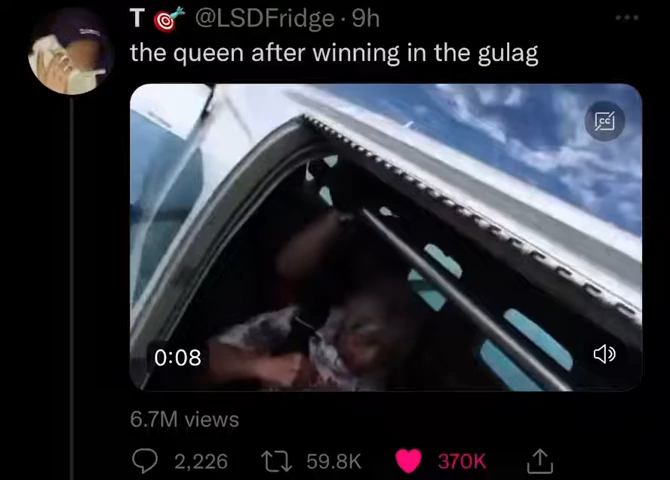 T 🎯 @LSDFridge · 9h
the queen after winning in the gulag
CC
0:08
6.7M views
2,226 59.8K 370K